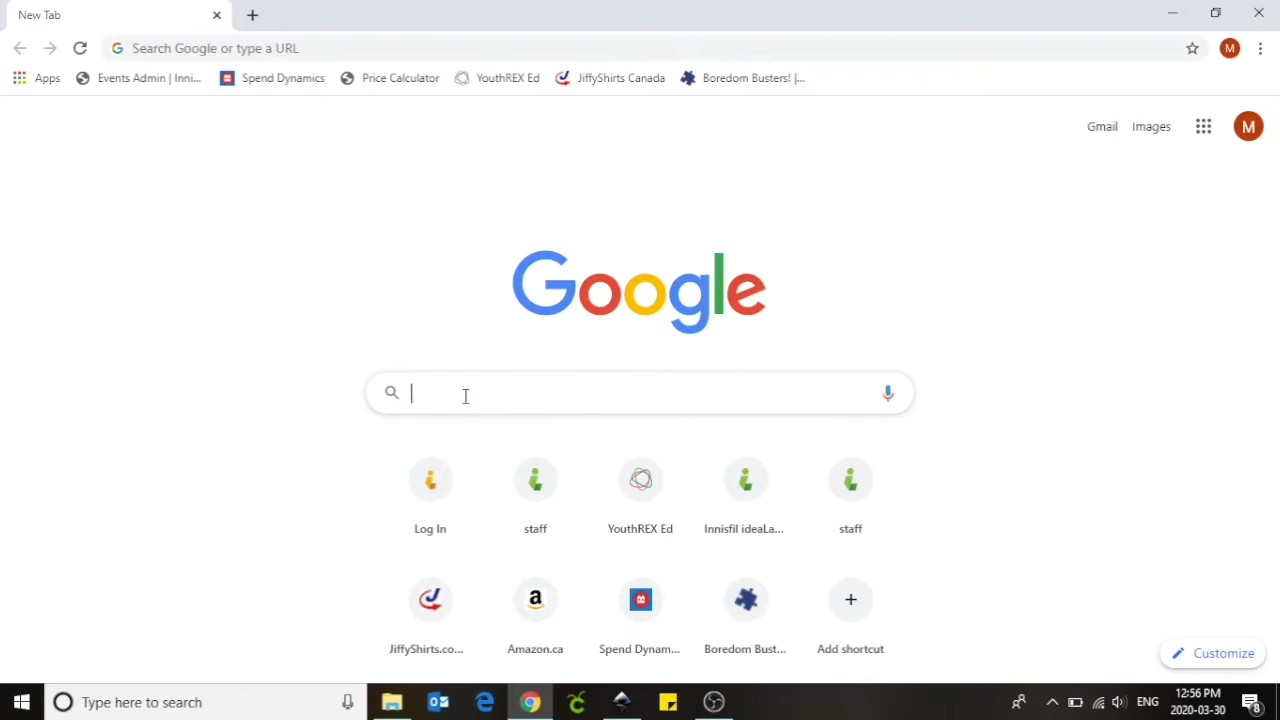 New Tab
Search Google or type a URL
M
Apps
Events Admin | Inni...
Spend Dynamics
Price Calculator
YouthREX Ed
JiffyShirts Canada
Boredom Busters! |...
Gmail
Images
M
Google
Log In
staff
YouthREX Ed
Innisfil ideaLa...
staff
JiffyShirts.co...
Amazon.ca
Spend Dynam...
Boredom Bust...
Add shortcut
Customize
Type here to search
ENG
12:56 PM
2020-03-30
8